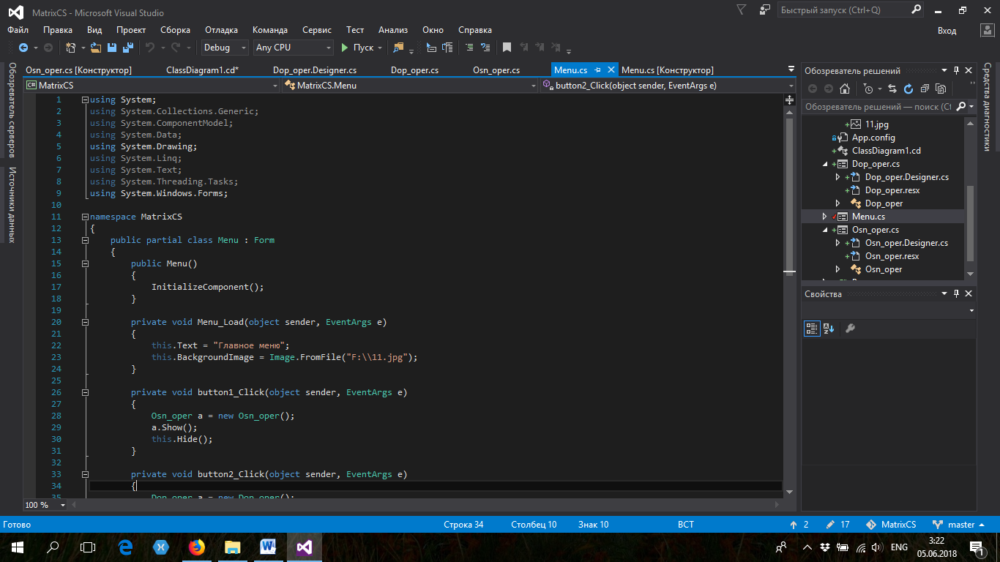 MatrixCS - Microsoft Visual Studio
Быстрый запуск (Ctrl+Q)
Файл Правка Вид Проект Сборка Отладка Команда Сервис Тест Анализ Окно Справка
Вход
Debug Any CPU Пуск
Обозреватель серверов
Источники данных
Osn_oper.cs [Конструктор] ClassDiagram1.cd* Dop_oper.Designer.cs Dop_oper.cs Osn_oper.cs Menu.cs Menu.cs [Конструктор]
MatrixCS MatrixCS.Menu button2_Click(object sender, EventArgs e)
1 using System;
2 using System.Collections.Generic;
3 using System.ComponentModel;
4 using System.Data;
5 using System.Drawing;
6 using System.Linq;
7 using System.Text;
8 using System.Threading.Tasks;
9 using System.Windows.Forms;
10
11 namespace MatrixCS
12 {
13 public partial class Menu : Form
14 {
15 public Menu()
16 {
17 InitializeComponent();
18 }
19
20 private void Menu_Load(object sender, EventArgs e)
21 {
22 this.Text = "Главное меню";
23 this.BackgroundImage = Image.FromFile("F:\\11.jpg");
24 }
25
26 private void button1_Click(object sender, EventArgs e)
27 {
28 Osn_oper a = new Osn_oper();
29 a.Show();
30 this.Hide();
31 }
32
33 private void button2_Click(object sender, EventArgs e)
34 {
35 Dop_oper a = new Dop_oper();
100 %
Обозреватель решений
Обозреватель решений — поиск (Ct
11.jpg
App.config
ClassDiagram1.cd
Dop_oper.cs
Dop_oper.Designer.cs
Dop_oper.resx
Dop_oper
Menu.cs
Osn_oper.cs
Osn_oper.Designer.cs
Osn_oper.resx
Osn_oper
Свойства
Средства диагностики
Готово Строка 34 Столбец 10 Знак 10 ВСТ 2 17 MatrixCS master
ENG
3:22
05.06.2018
1